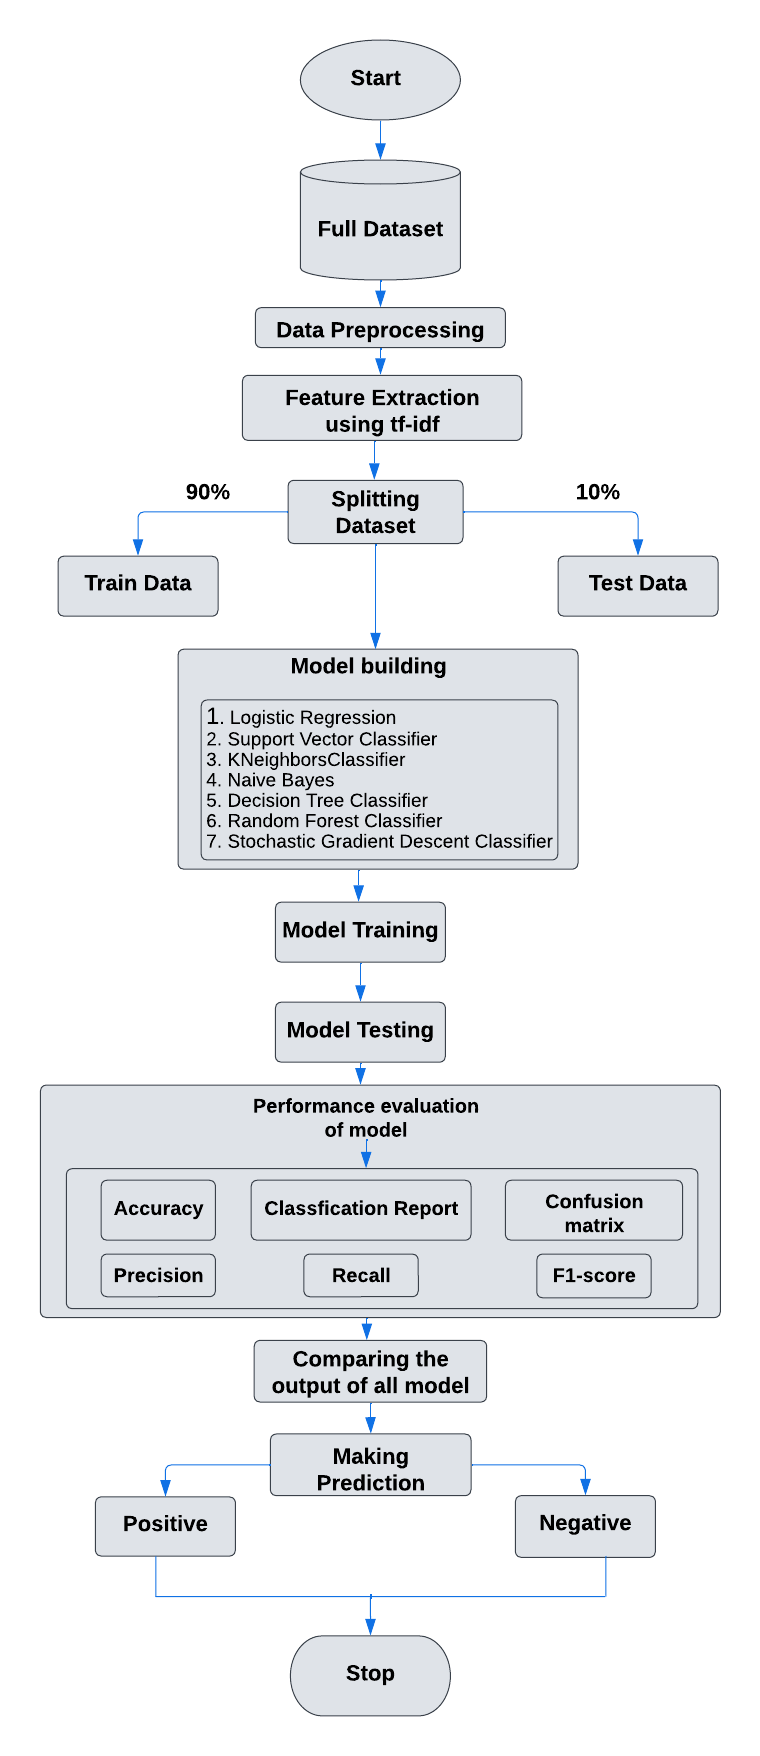 Start
Full Dataset
Data Preprocessing
Feature Extraction
using tf-idf
90%
10%
Splitting
Dataset
Train Data
Test Data
Model building
1. Logistic Regression
2. Support Vector Classifier
3. KNeighborsClassifier
4. Naive Bayes
5. Decision Tree Classifier
6. Random Forest Classifier
7. Stochastic Gradient Descent Classifier
Model Training
Model Testing
Performance evaluation
of model
Accuracy
Classfication Report
Confusion
matrix
Precision
Recall
F1-score
Comparing the
output of all model
Making
Prediction
Positive
Negative
Stop